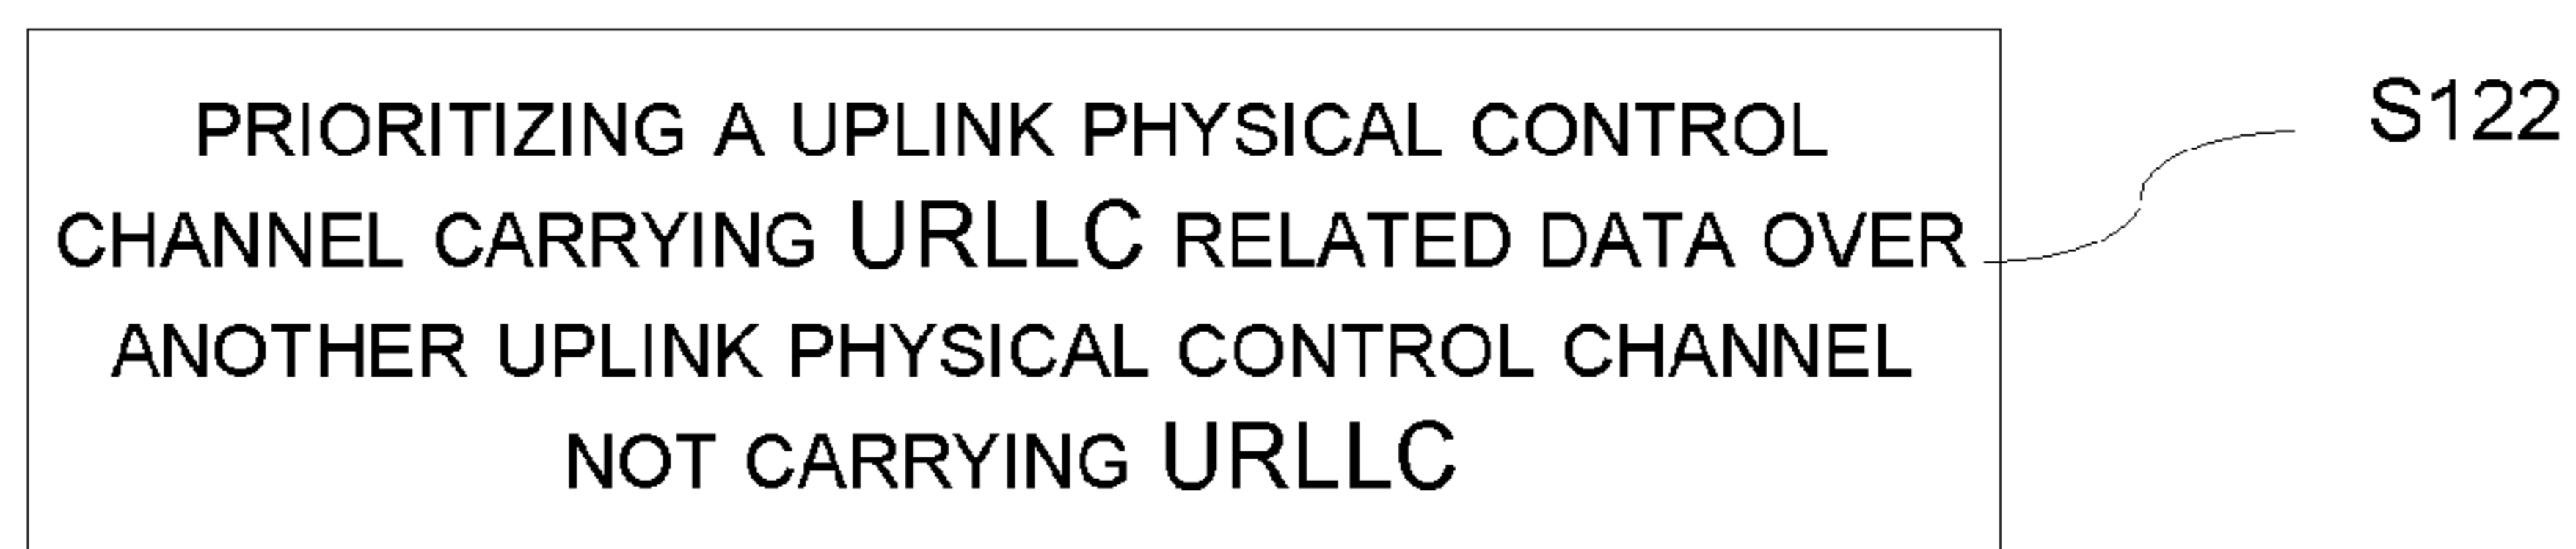 PRIORITIZING A UPLINK PHYSICAL CONTROL
CHANNEL CARRYING URLLC RELATED DATA OVER
ANOTHER UPLINK PHYSICAL CONTROL CHANNEL
NOT CARRYING URLLC
S122